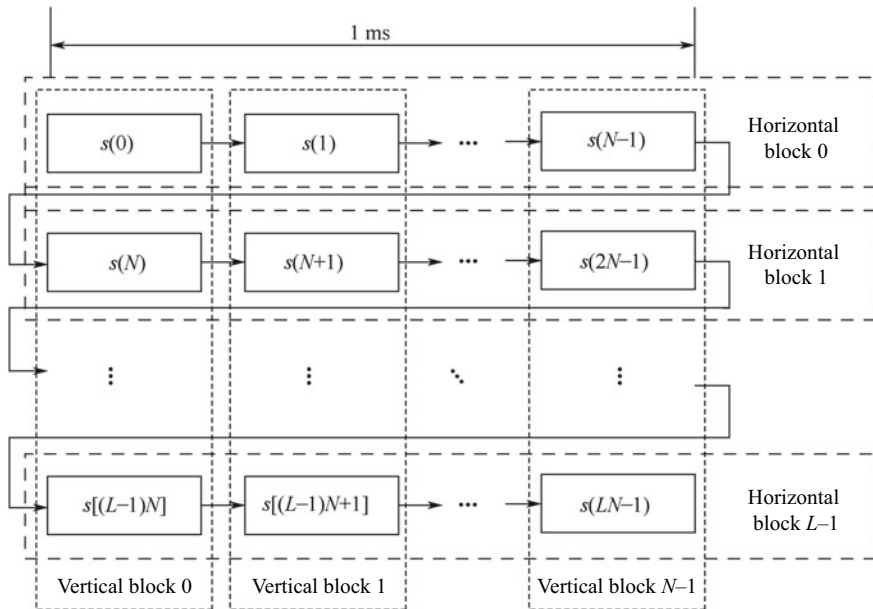 1 ms
s(0)
s(1)
...
s(N–1)
Horizontal
block 0
s(N)
s(N+1)
...
s(2N–1)
Horizontal
block 1
s[(L–1)N]
s[(L–1)N+1]
...
s(LN–1)
Horizontal
block L–1
Vertical block 0
Vertical block 1
Vertical block N–1